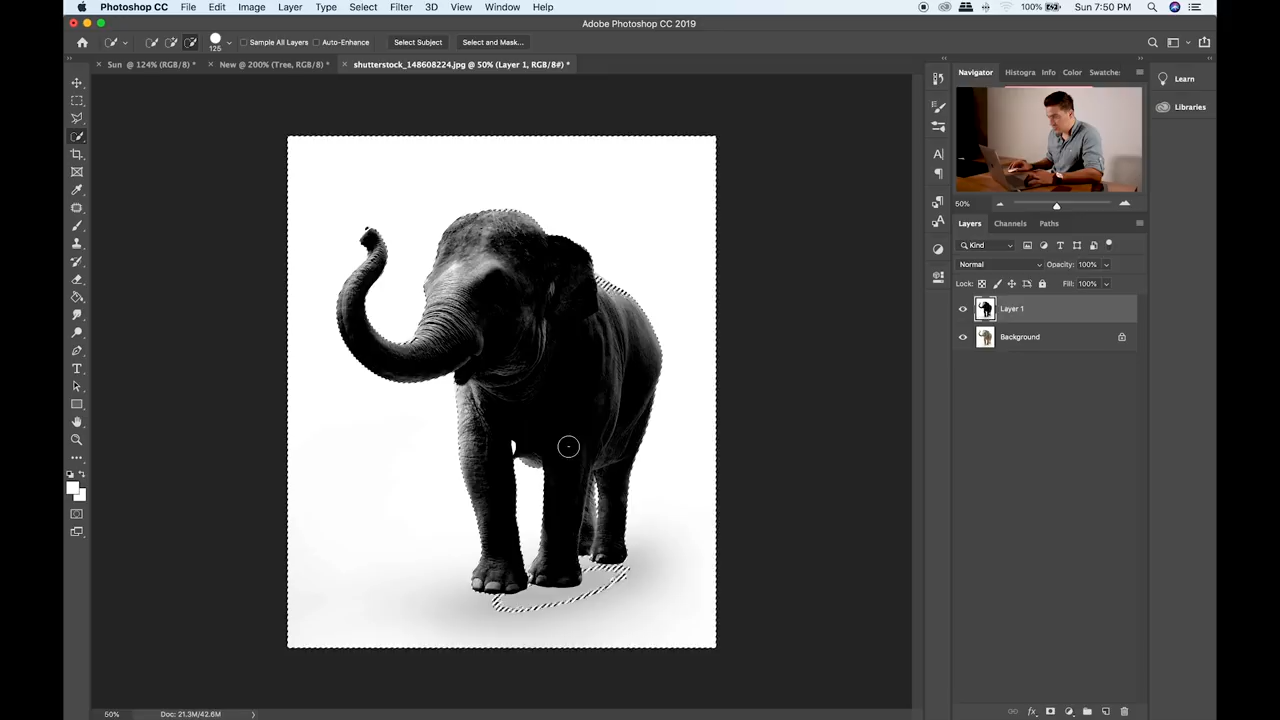 Photoshop CC File Edit Image Layer Type Select Filter 3D View Window Help 100% Sun 7:50 PM
Adobe Photoshop CC 2019
125 Sample All Layers Auto-Enhance Select Subject Select and Mask...
Sun @ 124% (RGB/8) * New @ 200% (Tree, RGB/8) * shutterstock_148608224.jpg @ 50% (Layer 1, RGB/8#) *
Navigator Histogra Info Color Swatche: Learn
Libraries
50%
Layers Channels Paths
Kind
Normal Opacity: 100%
Lock: Fill: 100%
Layer 1
Background
50% Doc: 21.3M/42.6M